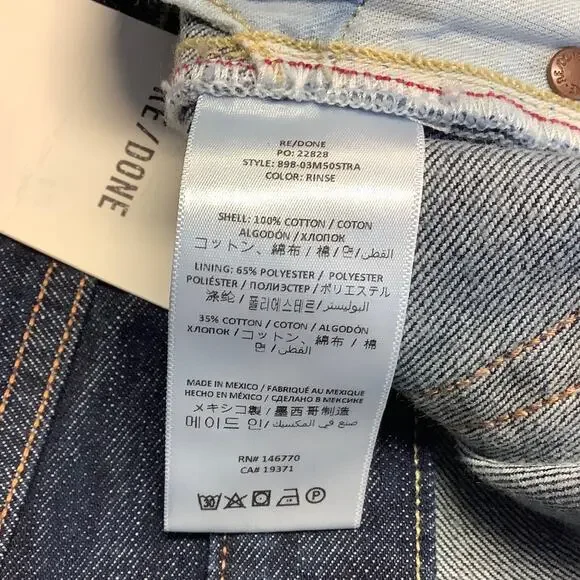 RE/DONE
RE/DONE
PO: 22828
STYLE: 898-03M50STRA
COLOR: RINSE
SHELL: 100% COTTON / COTON
ALGODÓN / ХЛОПОК
コットン、綿布 / 棉 / 면 / القطن
LINING: 65% POLYESTER / POLYESTER
POLIÉSTER / ПОЛИЭСТЕР / ポリエステル
涤纶 / 폴리에스테르 / البوليستر
35% COTTON / COTON / ALGODÓN
ХЛОПОК / コットン、綿布 / 棉
면 / القطن
MADE IN MEXICO / FABRIQUÉ AU MEXIQUE
HECHO EN MÉXICO / СДЕЛАНО В МЕКСИКЕ
メキシコ製 / 墨西哥制造
메이드 인 / صنع في المكسيك
RN# 146770
CA# 19371
30 P